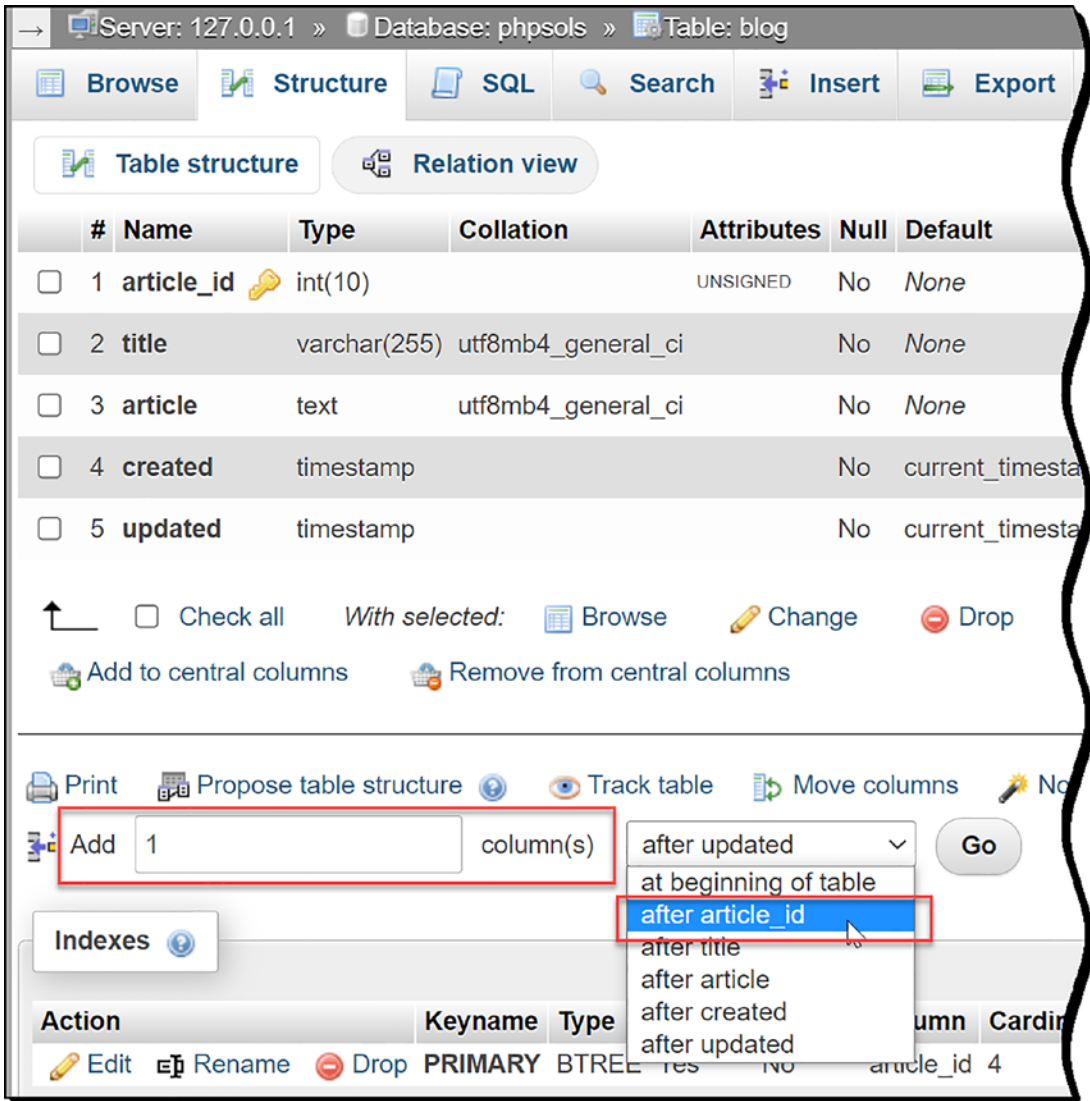 Server: 127.0.0.1 » Database: phpsols » Table: blog
Browse Structure SQL Search Insert Export
Table structure Relation view
# Name Type Collation Attributes Null Default
1 article_id int(10) UNSIGNED No None
2 title varchar(255) utf8mb4_general_ci No None
3 article text utf8mb4_general_ci No None
4 created timestamp No current_timesta
5 updated timestamp No current_timesta
Check all With selected: Browse Change Drop
Add to central columns Remove from central columns
Print Propose table structure Track table Move columns No
Add 1 column(s) after updated Go
at beginning of table
after article_id
after title
after article
after created
after updated
Indexes
Action Keyname Type umn Cardin
Edit Rename Drop PRIMARY BTREE Yes No article_id 4